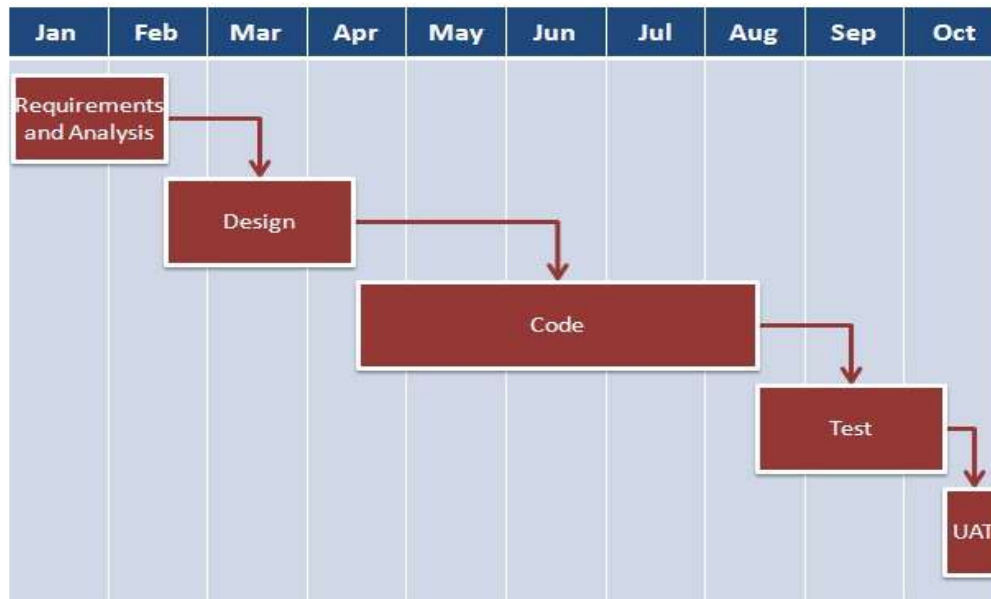 Jan Feb Mar Apr May Jun Jul Aug Sep Oct
Requirements
and Analysis
Design
Code
Test
UAT